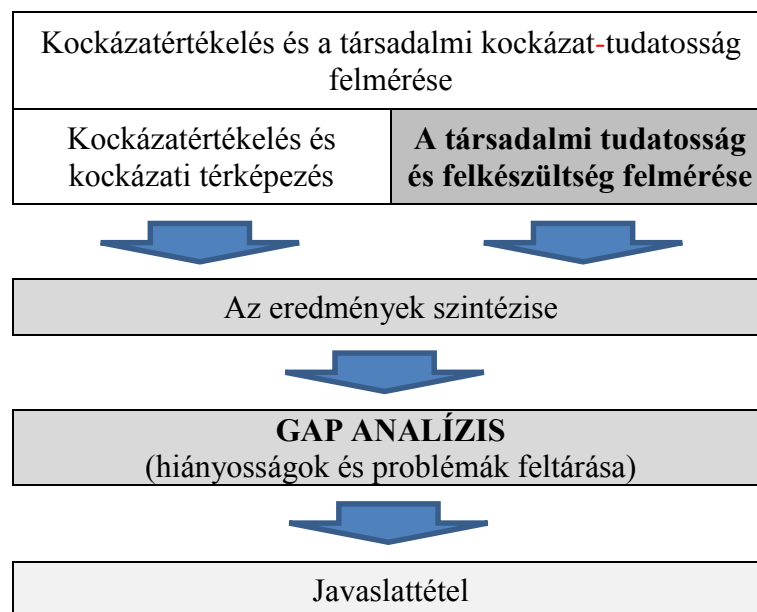 Kockázatértékelés és a társadalmi kockázat-tudatosság
felmérése
Kockázatértékelés és
kockázati térképezés
A társadalmi tudatosság
és felkészültség felmérése
Az eredmények szintézise
GAP ANALÍZIS
(hiányosságok és problémák feltárása)
Javaslattétel